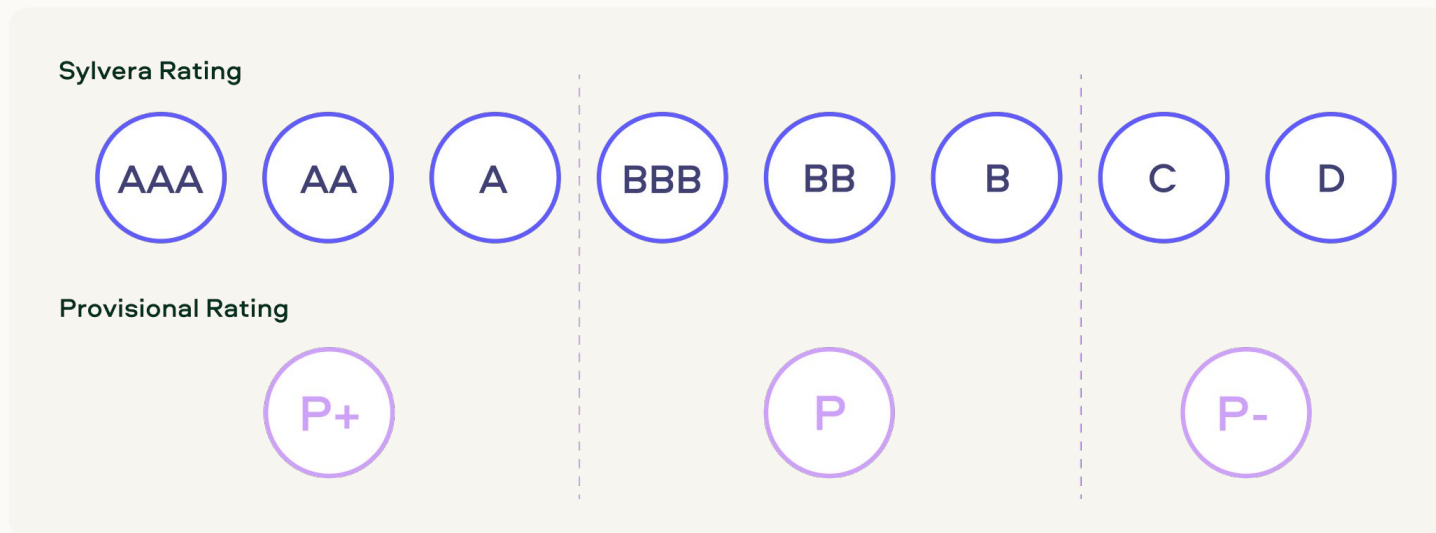 Sylvera Rating
AAA AA A BBB BB B C D
Provisional Rating
P+ P P-